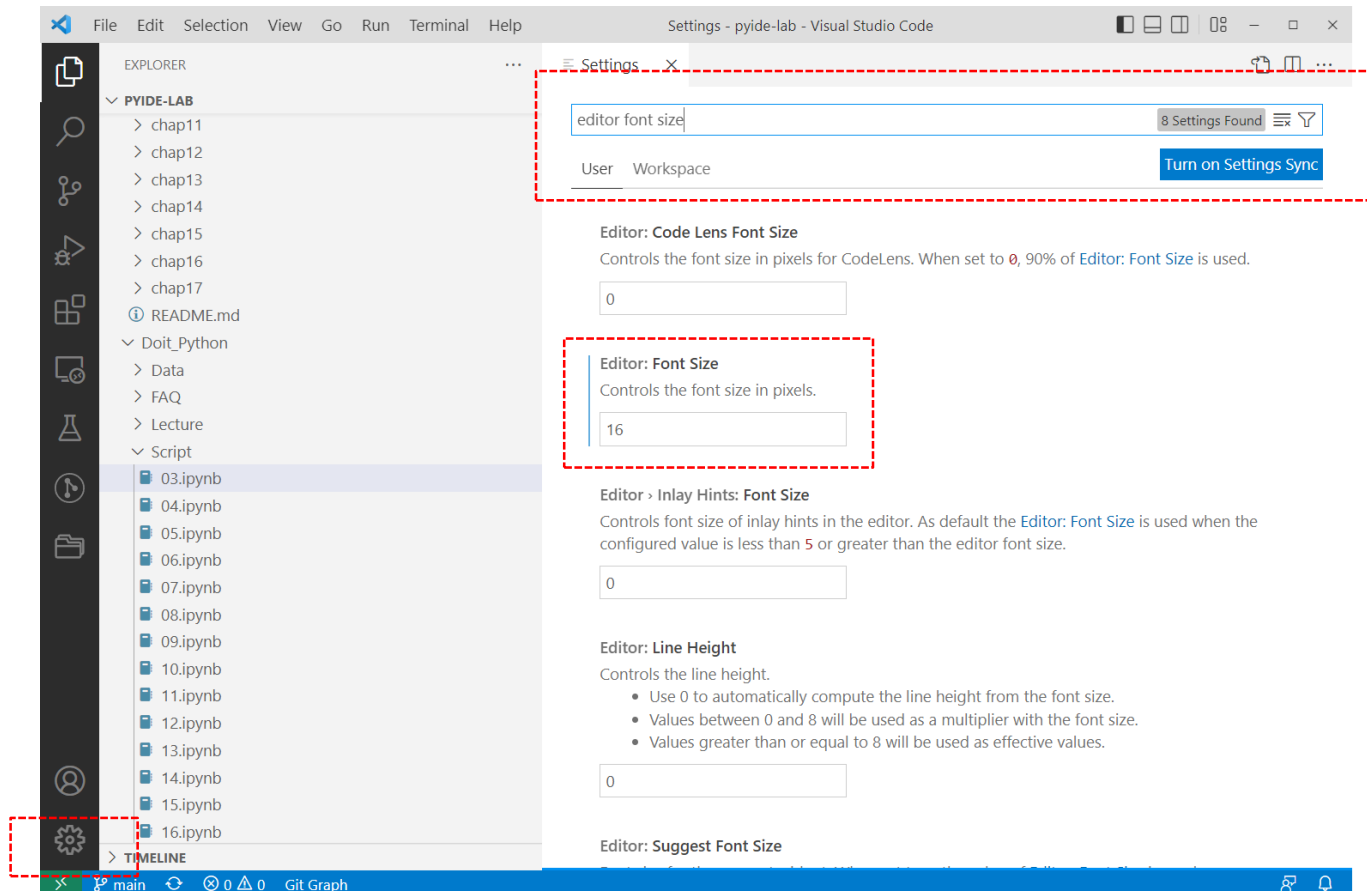 File Edit Selection View Go Run Terminal Help
Settings - pyide-lab - Visual Studio Code
EXPLORER
PYIDE-LAB
chap11
chap12
chap13
chap14
chap15
chap16
chap17
README.md
Doit_Python
Data
FAQ
Lecture
Script
03.ipynb
04.ipynb
05.ipynb
06.ipynb
07.ipynb
08.ipynb
09.ipynb
10.ipynb
11.ipynb
12.ipynb
13.ipynb
14.ipynb
15.ipynb
16.ipynb
TIMELINE
Settings
editor font size
8 Settings Found
User Workspace
Turn on Settings Sync
Editor: Code Lens Font Size
Controls the font size in pixels for CodeLens. When set to 0, 90% of Editor: Font Size is used.
0
Editor: Font Size
Controls the font size in pixels.
16
Editor › Inlay Hints: Font Size
Controls font size of inlay hints in the editor. As default the Editor: Font Size is used when the
configured value is less than 5 or greater than the editor font size.
0
Editor: Line Height
Controls the line height.
• Use 0 to automatically compute the line height from the font size.
• Values between 0 and 8 will be used as a multiplier with the font size.
• Values greater than or equal to 8 will be used as effective values.
0
Editor: Suggest Font Size
main 0 0 Git Graph